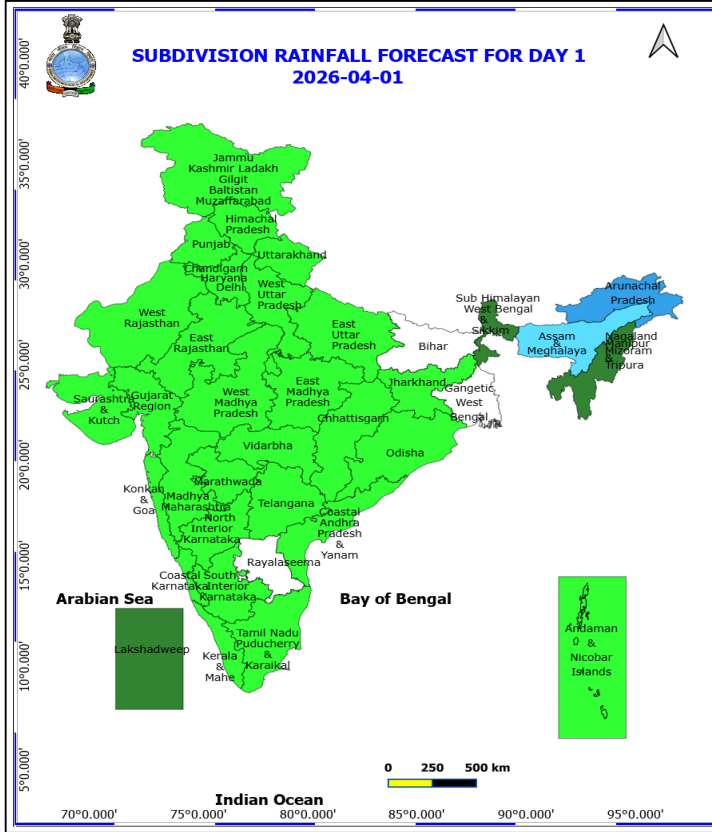 SUBDIVISION RAINFALL FORECAST FOR DAY 1
2026-04-01
40°0.000'
35°0.000'
30°0.000'
25°0.000'
20°0.000'
15°0.000'
10°0.000'
5°0.000'
Jammu
Kashmir Ladakh
Gilgit
Baltistan
Muzaffarabad
Himachal
Pradesh
Punjab
Uttarakhand
Chandigarh
Haryana
Delhi
West
Uttar
Pradesh
West
Rajasthan
East
Rajasthan
East
Uttar
Pradesh
Bihar
Sub Himalayan
West Bengal
&
Sikkim
Arunachal
Pradesh
Assam
&
Meghalaya
Nagaland
Manipur
Mizoram
&
Tripura
Saurashtra
&
Kutch
Gujarat
Region
West
Madhya
Pradesh
East
Madhya
Pradesh
Jharkhand
Gangetic
West
Bengal
Chhattisgarh
Vidarbha
Odisha
Konkan
&
Goa
Marathwada
Madhya
Maharashtra
Telangana
North
Interior
Karnataka
Coastal
Andhra
Pradesh
&
Yanam
Rayalaseema
Coastal
Karnataka
South
Interior
Karnataka
Arabian Sea
Bay of Bengal
Lakshadweep
Kerala
&
Mahe
Tamil Nadu
Puducherry
&
Karaikal
Andaman
&
Nicobar
Islands
0 250 500 km
Indian Ocean
70°0.000' 75°0.000' 80°0.000' 85°0.000' 90°0.000' 95°0.000'